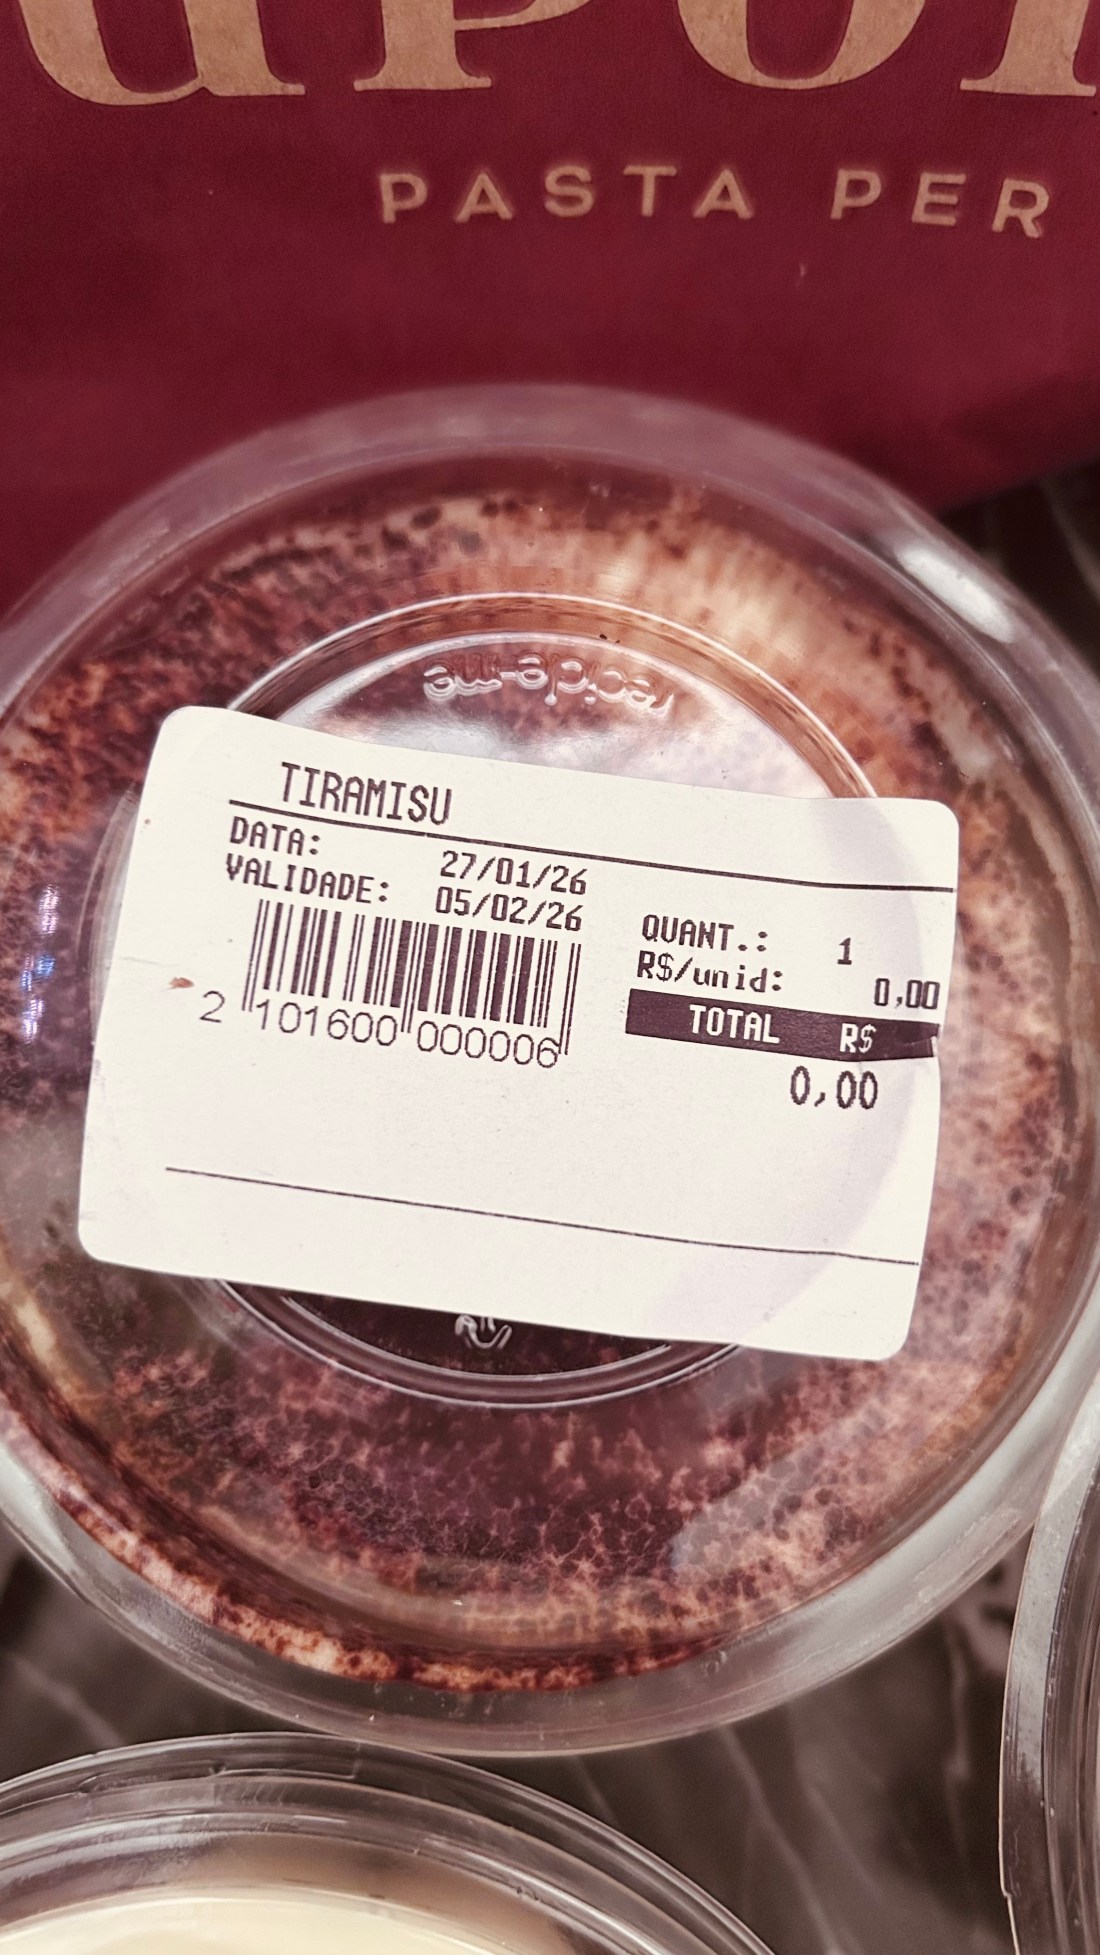 PASTA PER
recicle-me
TIRAMISU
DATA: 27/01/26
VALIDADE: 05/02/26
QUANT.: 1
R$/unid: 0,00
TOTAL R$
0,00
2 101600 000006